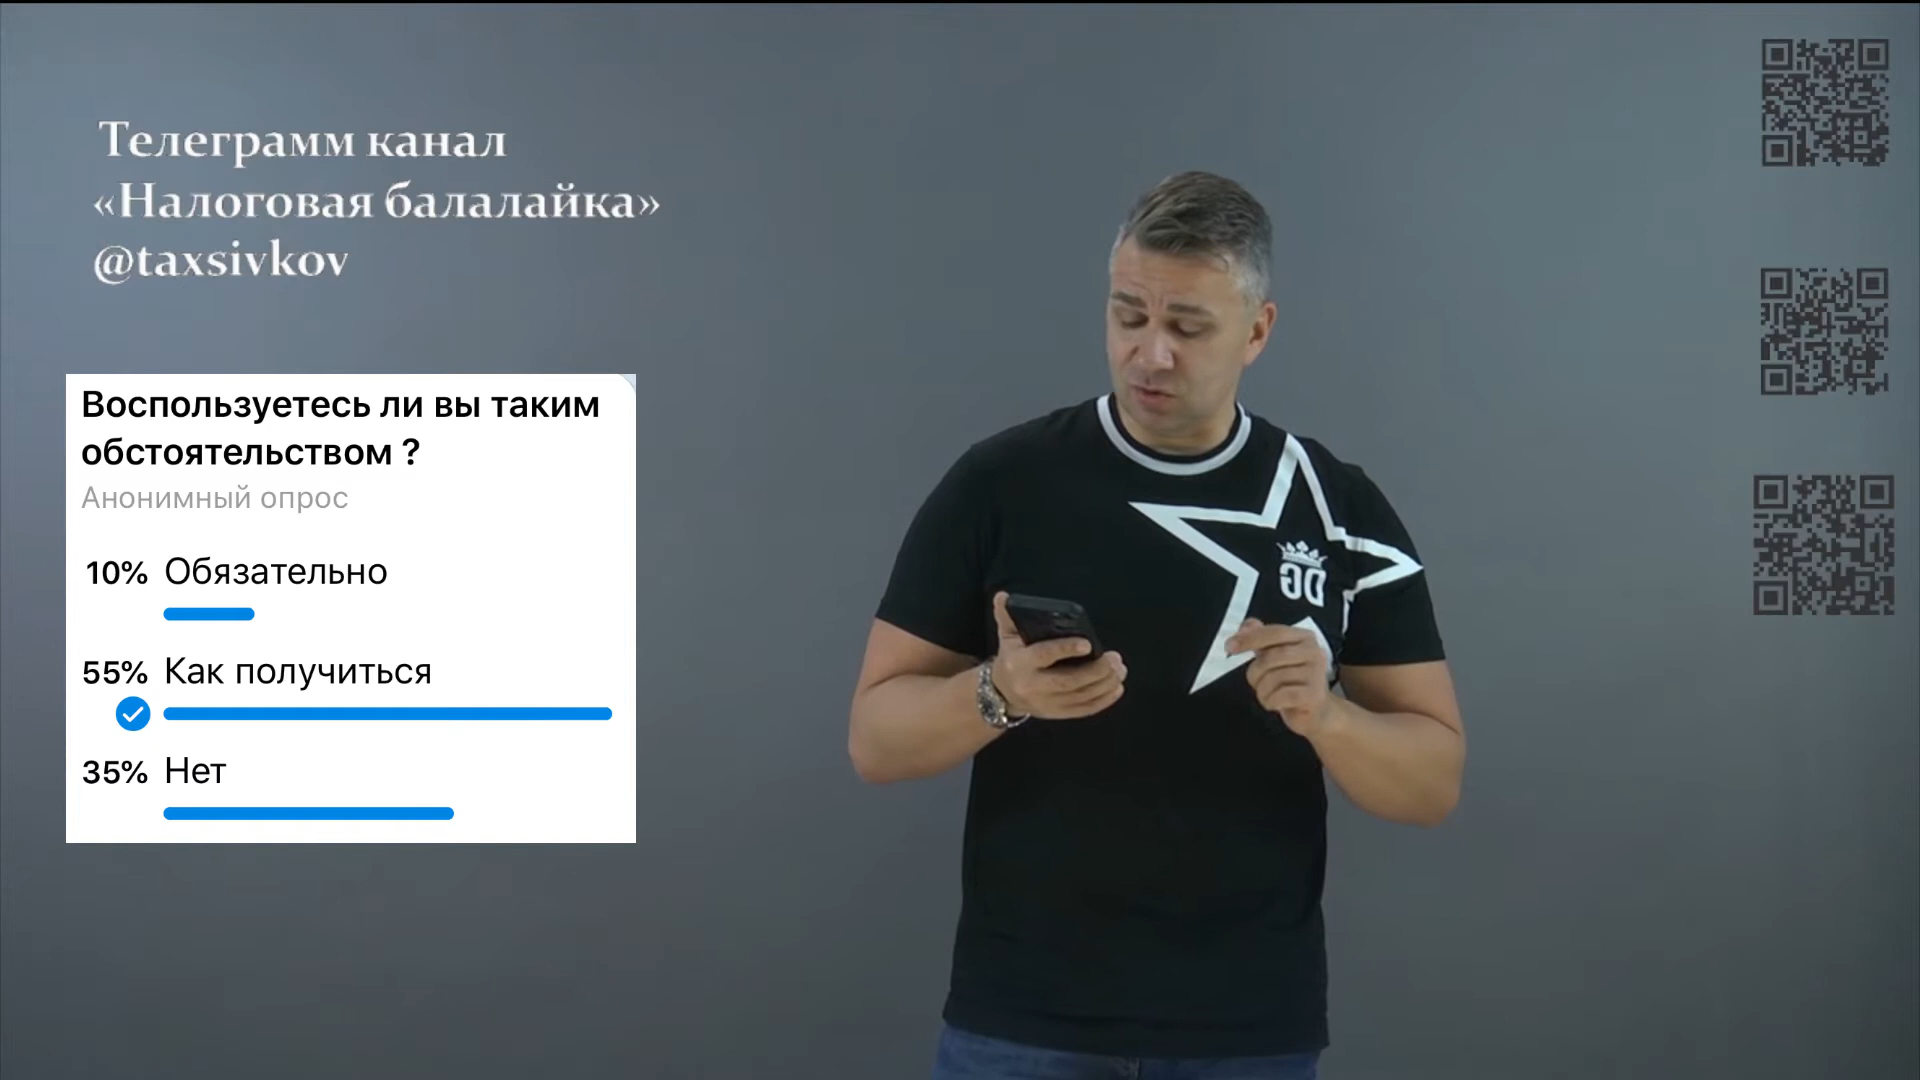 Телеграмм канал
«Налоговая балалайка»
@taxsivkov
Воспользуетесь ли вы таким
обстоятельством ?
Анонимный опрос
10% Обязательно
55% Как получиться
35% Нет
DG